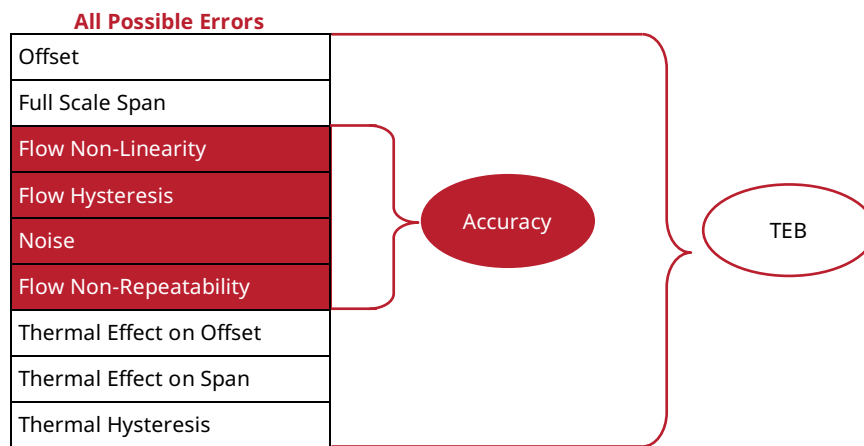 All Possible Errors
Offset
Full Scale Span
Flow Non-Linearity
Flow Hysteresis
Noise
Flow Non-Repeatability
Thermal Effect on Offset
Thermal Effect on Span
Thermal Hysteresis
Accuracy
TEB